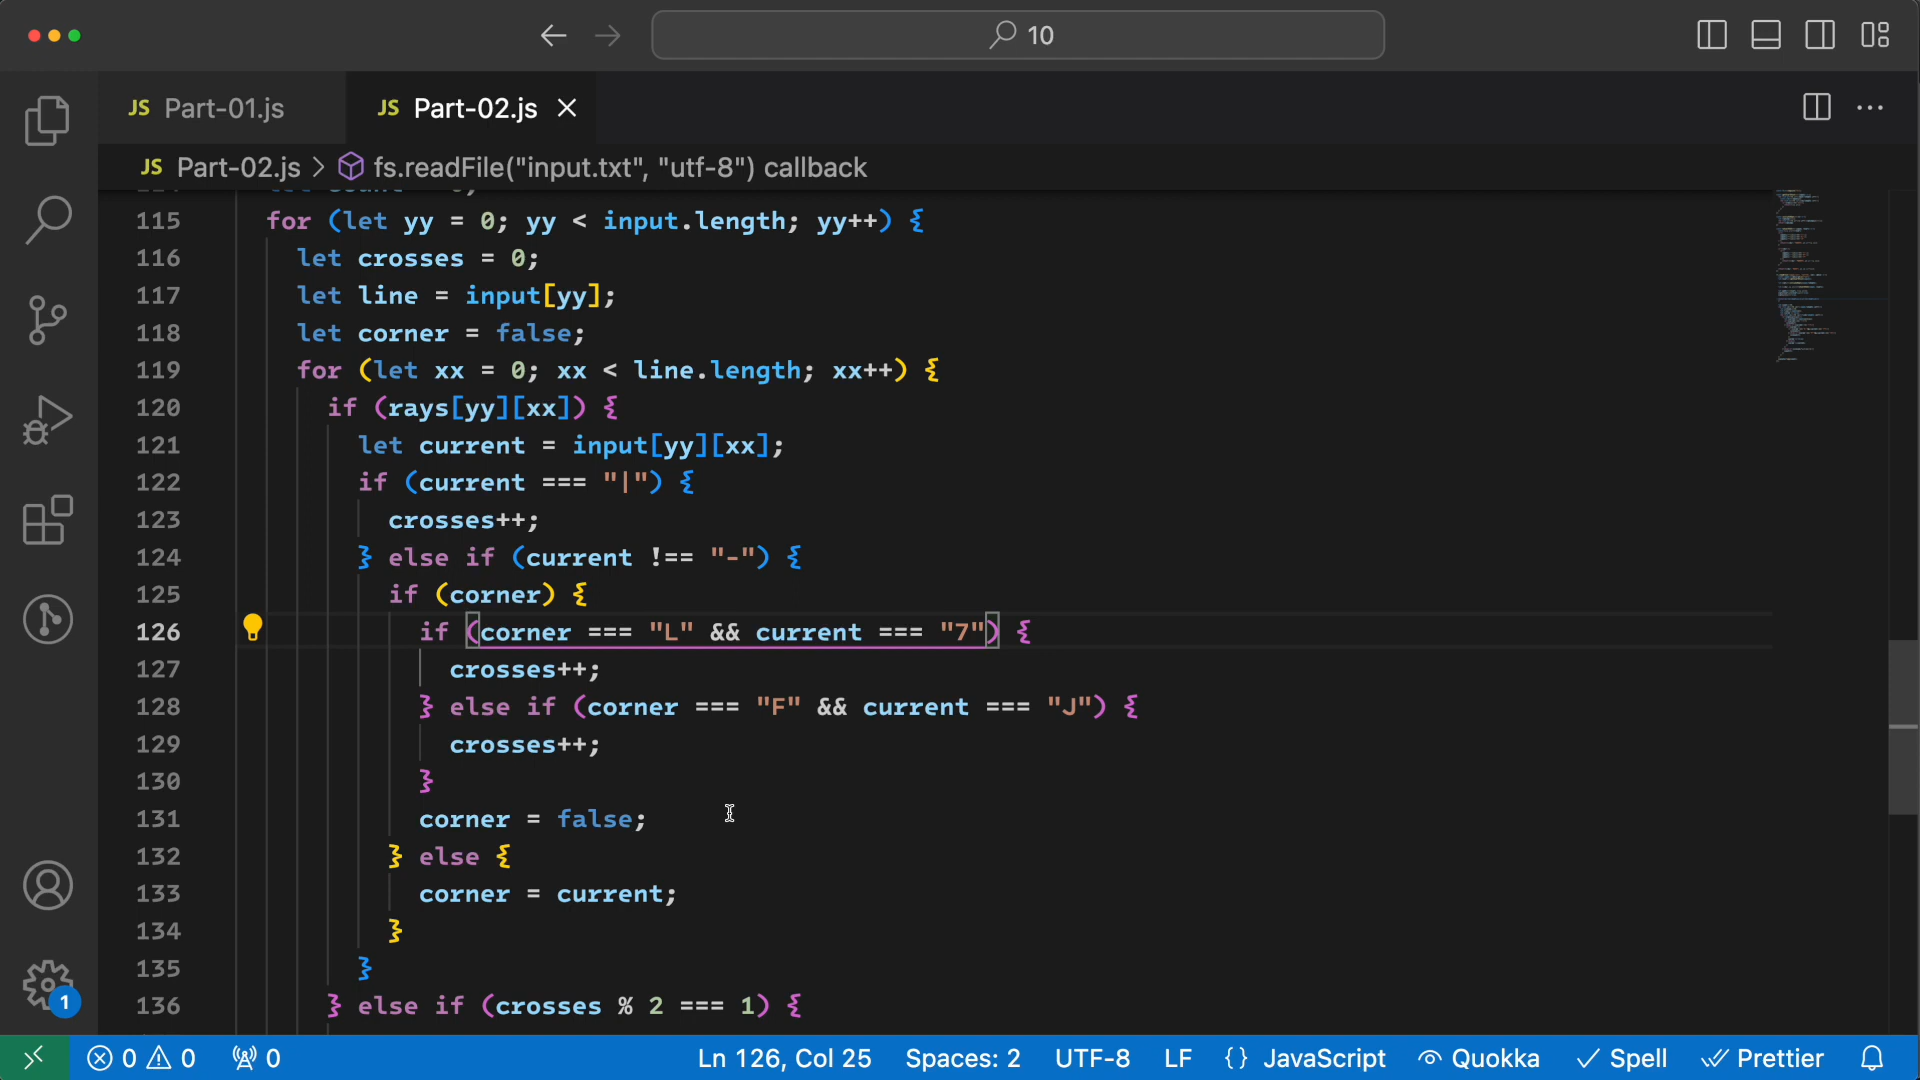 10
JS Part-01.js
JS Part-02.js
JS Part-02.js > fs.readFile("input.txt", "utf-8") callback
115 for (let yy = 0; yy < input.length; yy++) {
116 let crosses = 0;
117 let line = input[yy];
118 let corner = false;
119 for (let xx = 0; xx < line.length; xx++) {
120 if (rays[yy][xx]) {
121 let current = input[yy][xx];
122 if (current === "|") {
123 crosses++;
124 } else if (current !== "-") {
125 if (corner) {
126 if (corner === "L" && current === "7") {
127 crosses++;
128 } else if (corner === "F" && current === "J") {
129 crosses++;
130 }
131 corner = false;
132 } else {
133 corner = current;
134 }
135 }
136 } else if (crosses % 2 === 1) {
1
0 0 0 Ln 126, Col 25 Spaces: 2 UTF-8 LF {} JavaScript Quokka Spell Prettier